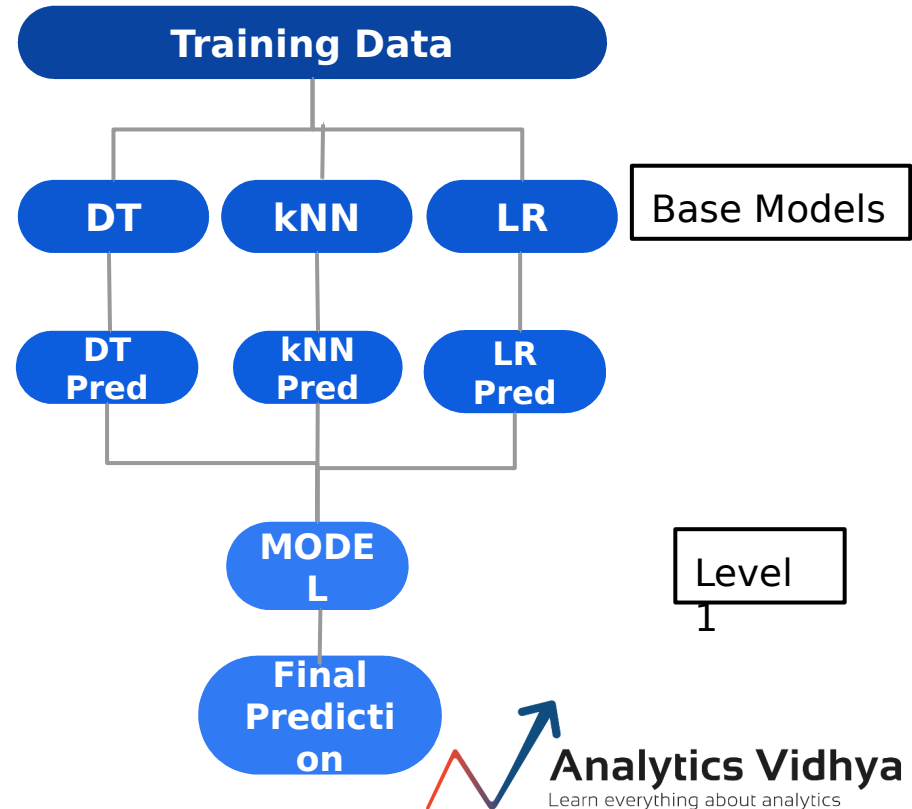 Training Data
DT
kNN
LR
Base Models
DT
Pred
kNN
Pred
LR
Pred
MODE
L
Level
1
Final
Predicti
on
Analytics Vidhya
Learn everything about analytics